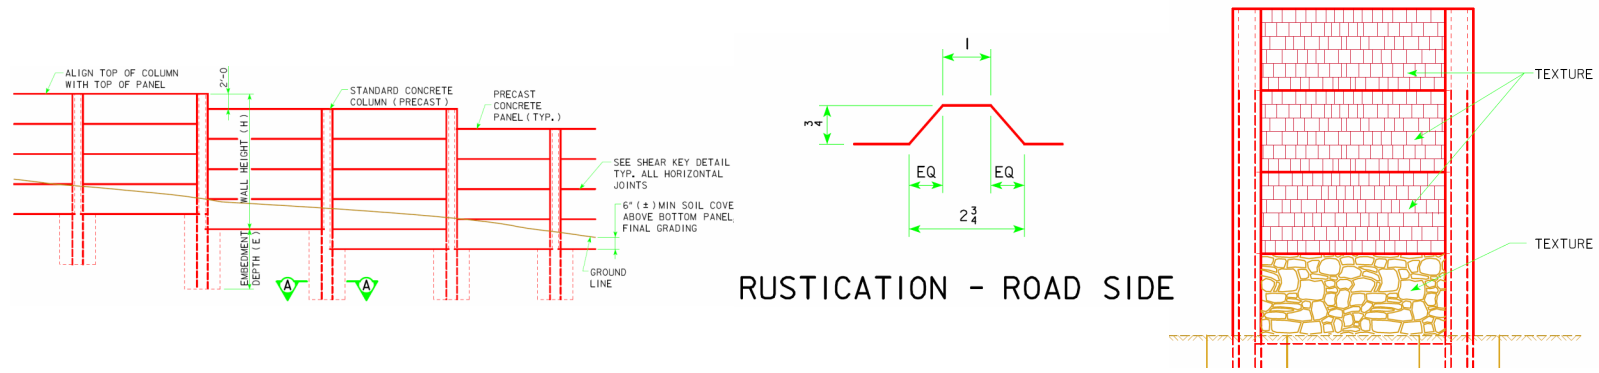 ALIGN TOP OF COLUMN
WITH TOP OF PANEL
2'-0
STANDARD CONCRETE
COLUMN (PRECAST)
PRECAST
CONCRETE
PANEL (TYP.)
WALL HEIGHT (H)
SEE SHEAR KEY DETAIL
TYP. ALL HORIZONTAL
JOINTS
6" (±) MIN SOIL COVE
ABOVE BOTTOM PANEL,
FINAL GRADING
EMBEDMENT
DEPTH (E)
GROUND
LINE
A
A
1
3/4
EQ
EQ
2 3/4
RUSTICATION - ROAD SIDE
TEXTURE
TEXTURE